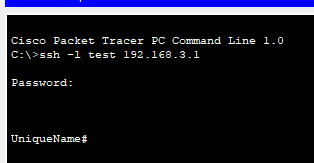 Cisco Packet Tracer PC Command Line 1.0
C:\>ssh -l test 192.168.3.1
Password:
UniqueName#